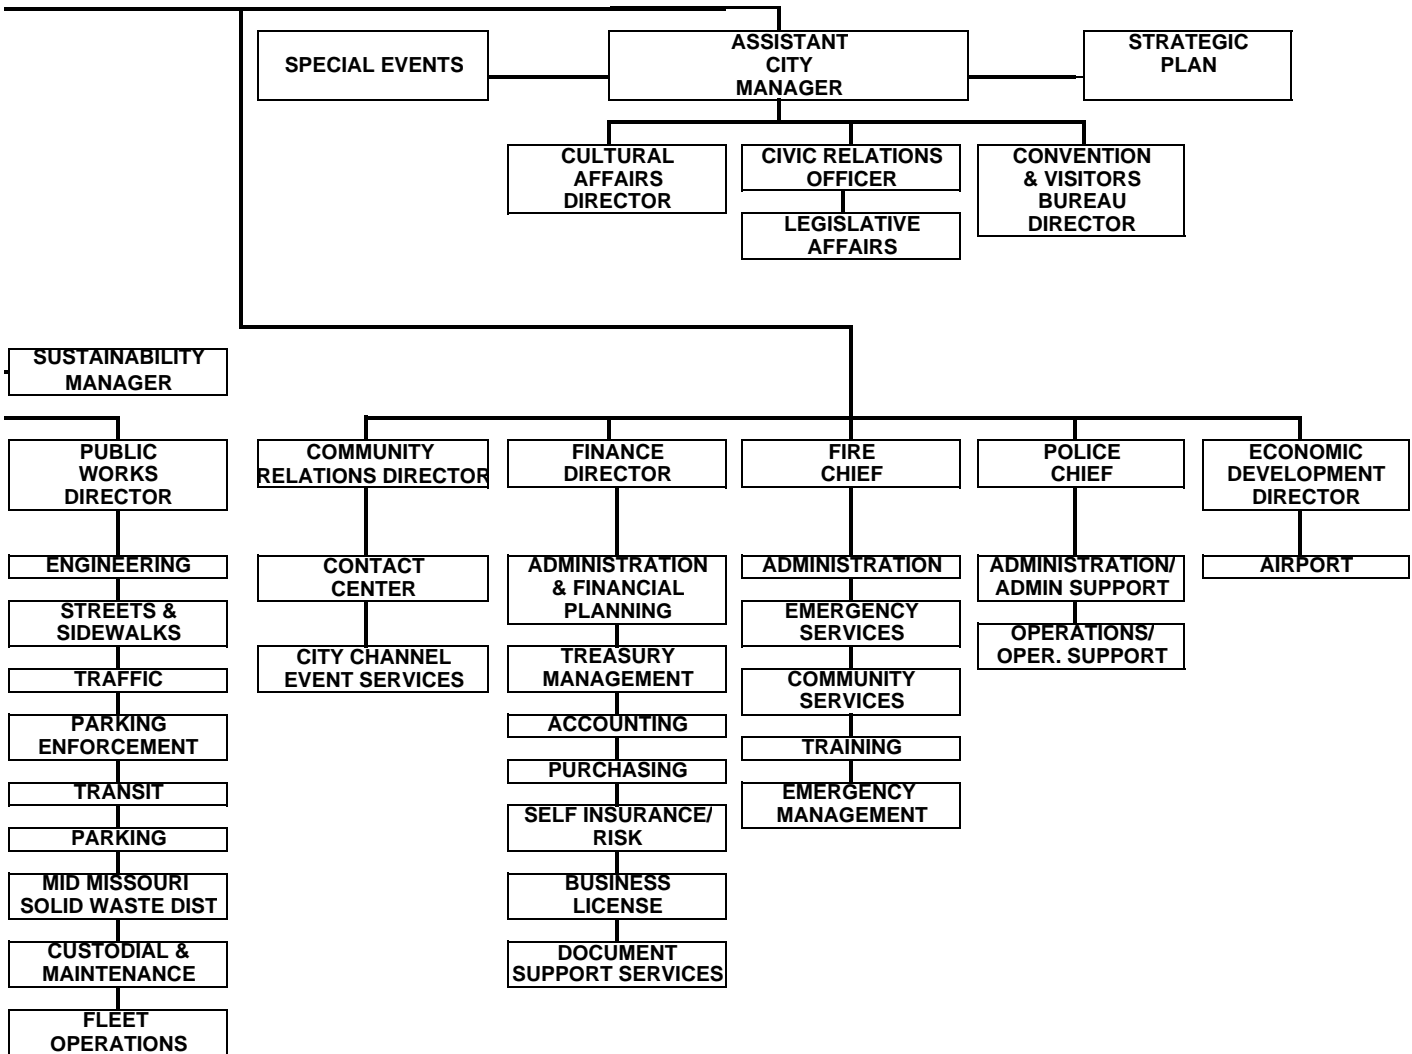 SPECIAL EVENTS
ASSISTANT
CITY
MANAGER
STRATEGIC
PLAN
CULTURAL
AFFAIRS
DIRECTOR
CIVIC RELATIONS
OFFICER
LEGISLATIVE
AFFAIRS
CONVENTION
& VISITORS
BUREAU
DIRECTOR
SUSTAINABILITY
MANAGER
PUBLIC
WORKS
DIRECTOR
ENGINEERING
STREETS &
SIDEWALKS
TRAFFIC
PARKING
ENFORCEMENT
TRANSIT
PARKING
MID MISSOURI
SOLID WASTE DIST
CUSTODIAL &
MAINTENANCE
FLEET
OPERATIONS
COMMUNITY
RELATIONS DIRECTOR
CONTACT
CENTER
CITY CHANNEL
EVENT SERVICES
FINANCE
DIRECTOR
ADMINISTRATION
& FINANCIAL
PLANNING
TREASURY
MANAGEMENT
ACCOUNTING
PURCHASING
SELF INSURANCE/
RISK
BUSINESS
LICENSE
DOCUMENT
SUPPORT SERVICES
FIRE
CHIEF
ADMINISTRATION
EMERGENCY
SERVICES
COMMUNITY
SERVICES
TRAINING
EMERGENCY
MANAGEMENT
POLICE
CHIEF
ADMINISTRATION/
ADMIN SUPPORT
OPERATIONS/
OPER. SUPPORT
ECONOMIC
DEVELOPMENT
DIRECTOR
AIRPORT